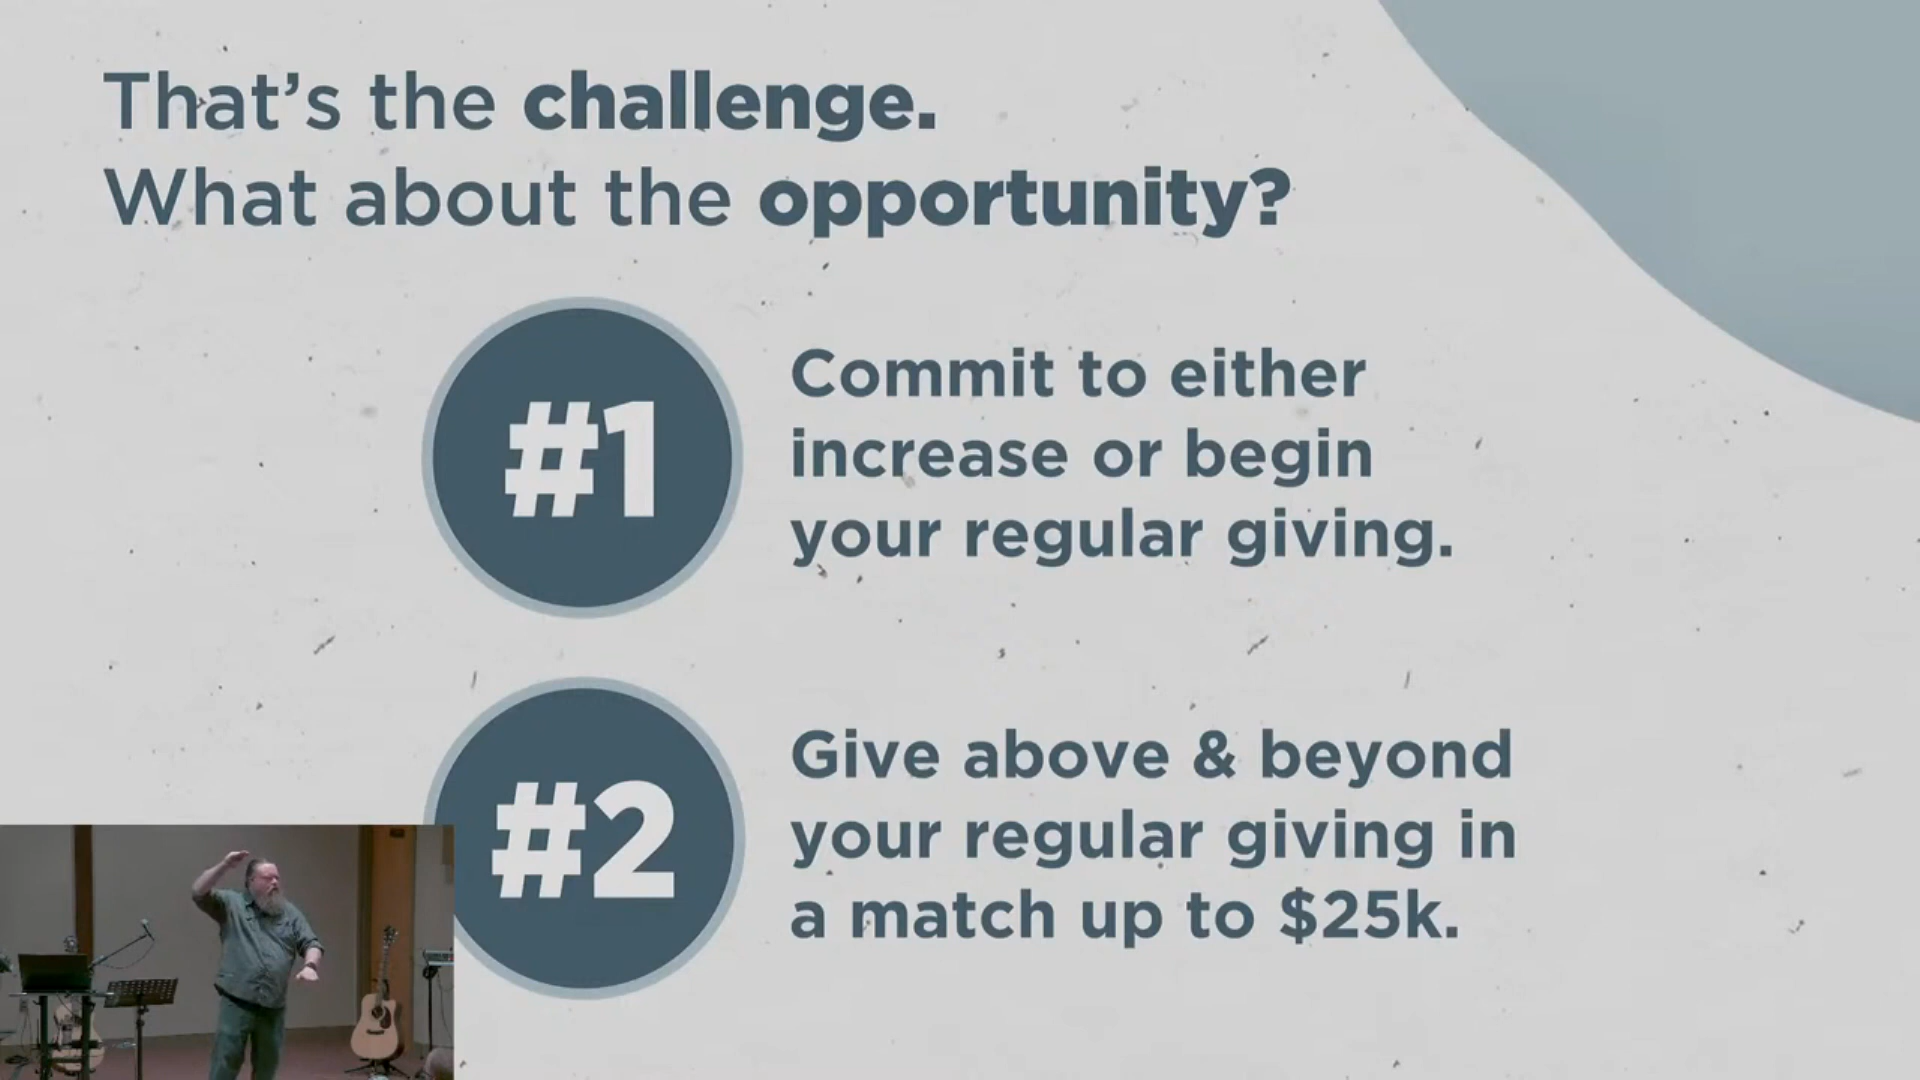 That's the challenge.
What about the opportunity?
#1
Commit to either
increase or begin
your regular giving.
#2
Give above & beyond
your regular giving in
a match up to $25k.